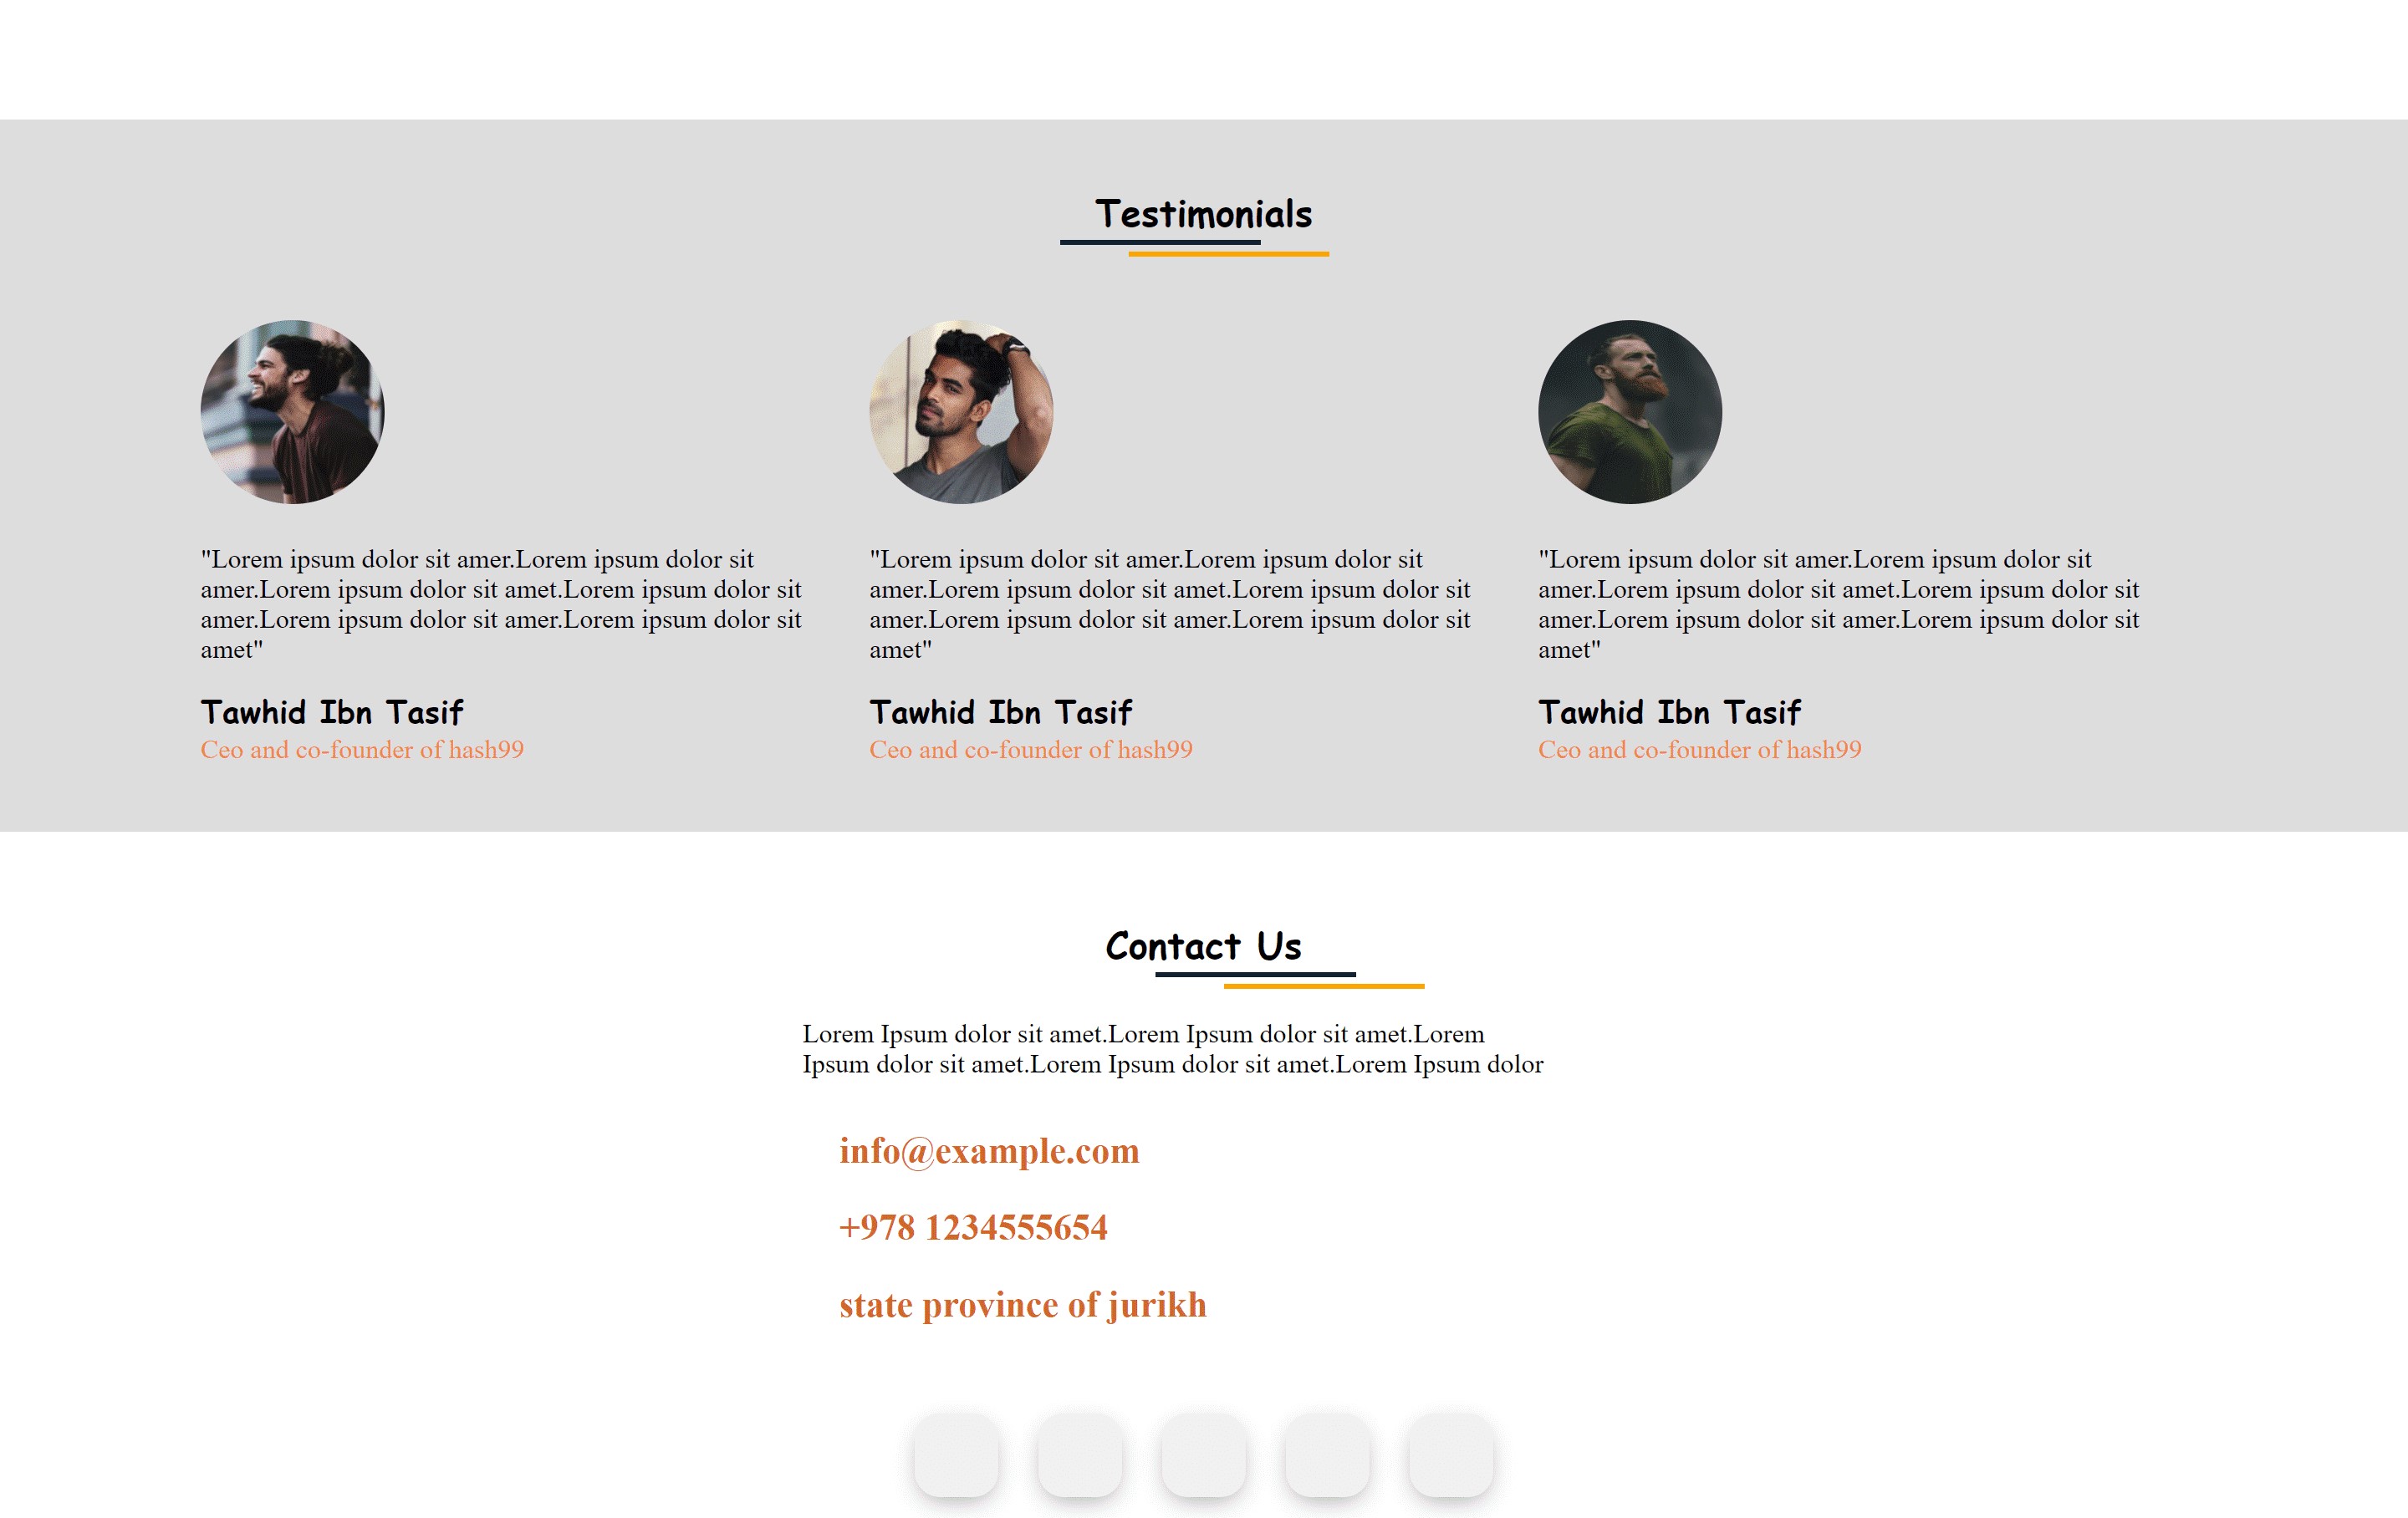 Testimonials
"Lorem ipsum dolor sit amer.Lorem ipsum dolor sit
amer.Lorem ipsum dolor sit amet.Lorem ipsum dolor sit
amer.Lorem ipsum dolor sit amer.Lorem ipsum dolor sit
amet"
Tawhid Ibn Tasif
Ceo and co-founder of hash99
"Lorem ipsum dolor sit amer.Lorem ipsum dolor sit
amer.Lorem ipsum dolor sit amet.Lorem ipsum dolor sit
amer.Lorem ipsum dolor sit amer.Lorem ipsum dolor sit
amet"
Tawhid Ibn Tasif
Ceo and co-founder of hash99
"Lorem ipsum dolor sit amer.Lorem ipsum dolor sit
amer.Lorem ipsum dolor sit amet.Lorem ipsum dolor sit
amer.Lorem ipsum dolor sit amer.Lorem ipsum dolor sit
amet"
Tawhid Ibn Tasif
Ceo and co-founder of hash99
Contact Us
Lorem Ipsum dolor sit amet.Lorem Ipsum dolor sit amet.Lorem
Ipsum dolor sit amet.Lorem Ipsum dolor sit amet.Lorem Ipsum dolor
info@example.com
+978 1234555654
state province of jurikh